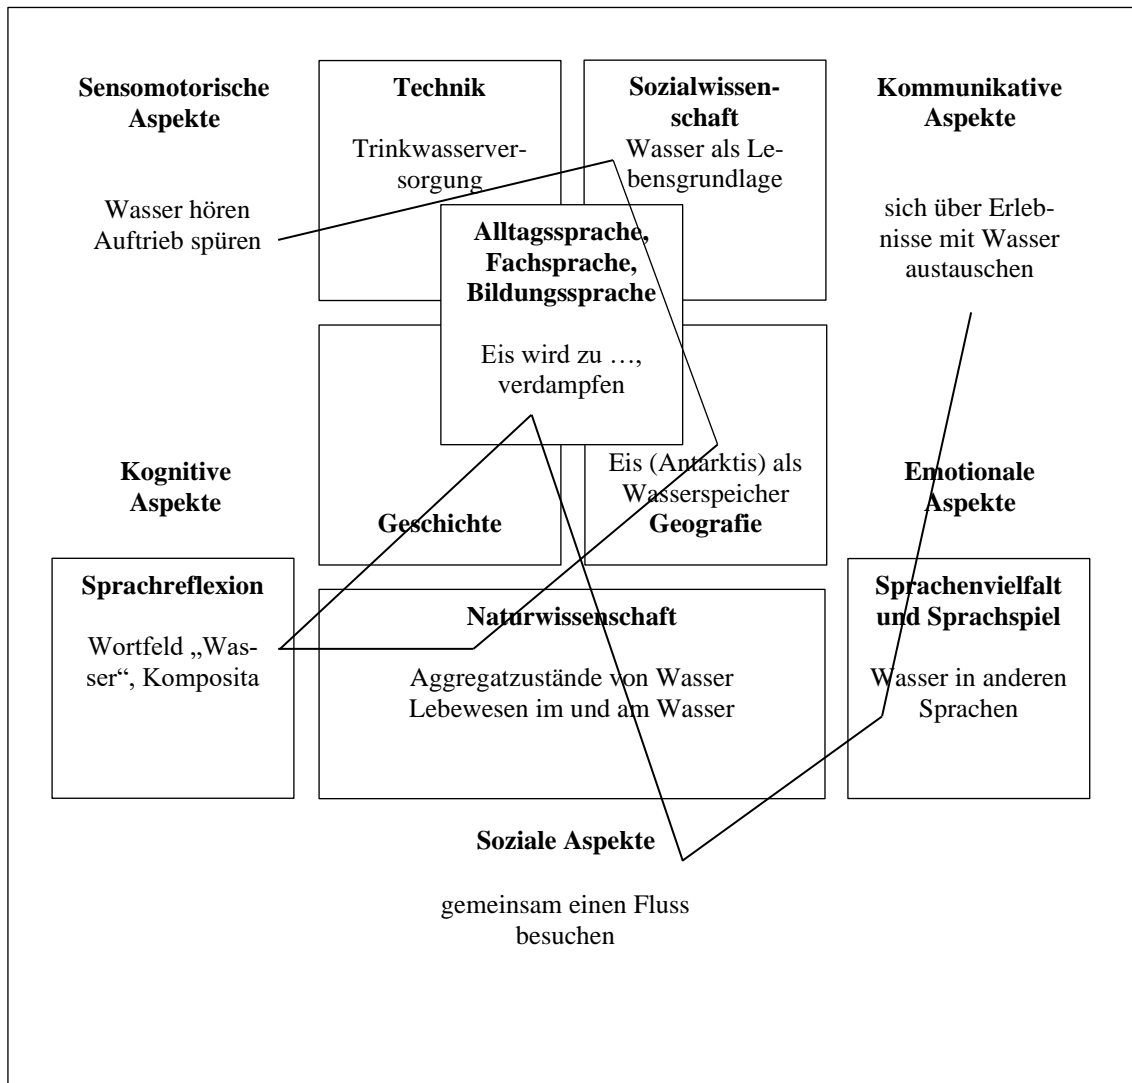 Sensomotorische
Aspekte
Wasser hören
Auftrieb spüren
Technik
Trinkwasserver-
sorgung
Sozialwissen-
schaft
Wasser als Le-
bensgrundlage
Kommunikative
Aspekte
sich über Erleb-
nisse mit Wasser
austauschen
Alltagssprache,
Fachsprache,
Bildungssprache
Eis wird zu …,
verdampfen
Kognitive
Aspekte
Geschichte
Eis (Antarktis) als
Wasserspeicher
Geografie
Emotionale
Aspekte
Sprachreflexion
Wortfeld „Was-
ser“, Komposita
Naturwissenschaft
Aggregatzustände von Wasser
Lebewesen im und am Wasser
Sprachenvielfalt
und Sprachspiel
Wasser in anderen
Sprachen
Soziale Aspekte
gemeinsam einen Fluss
besuchen